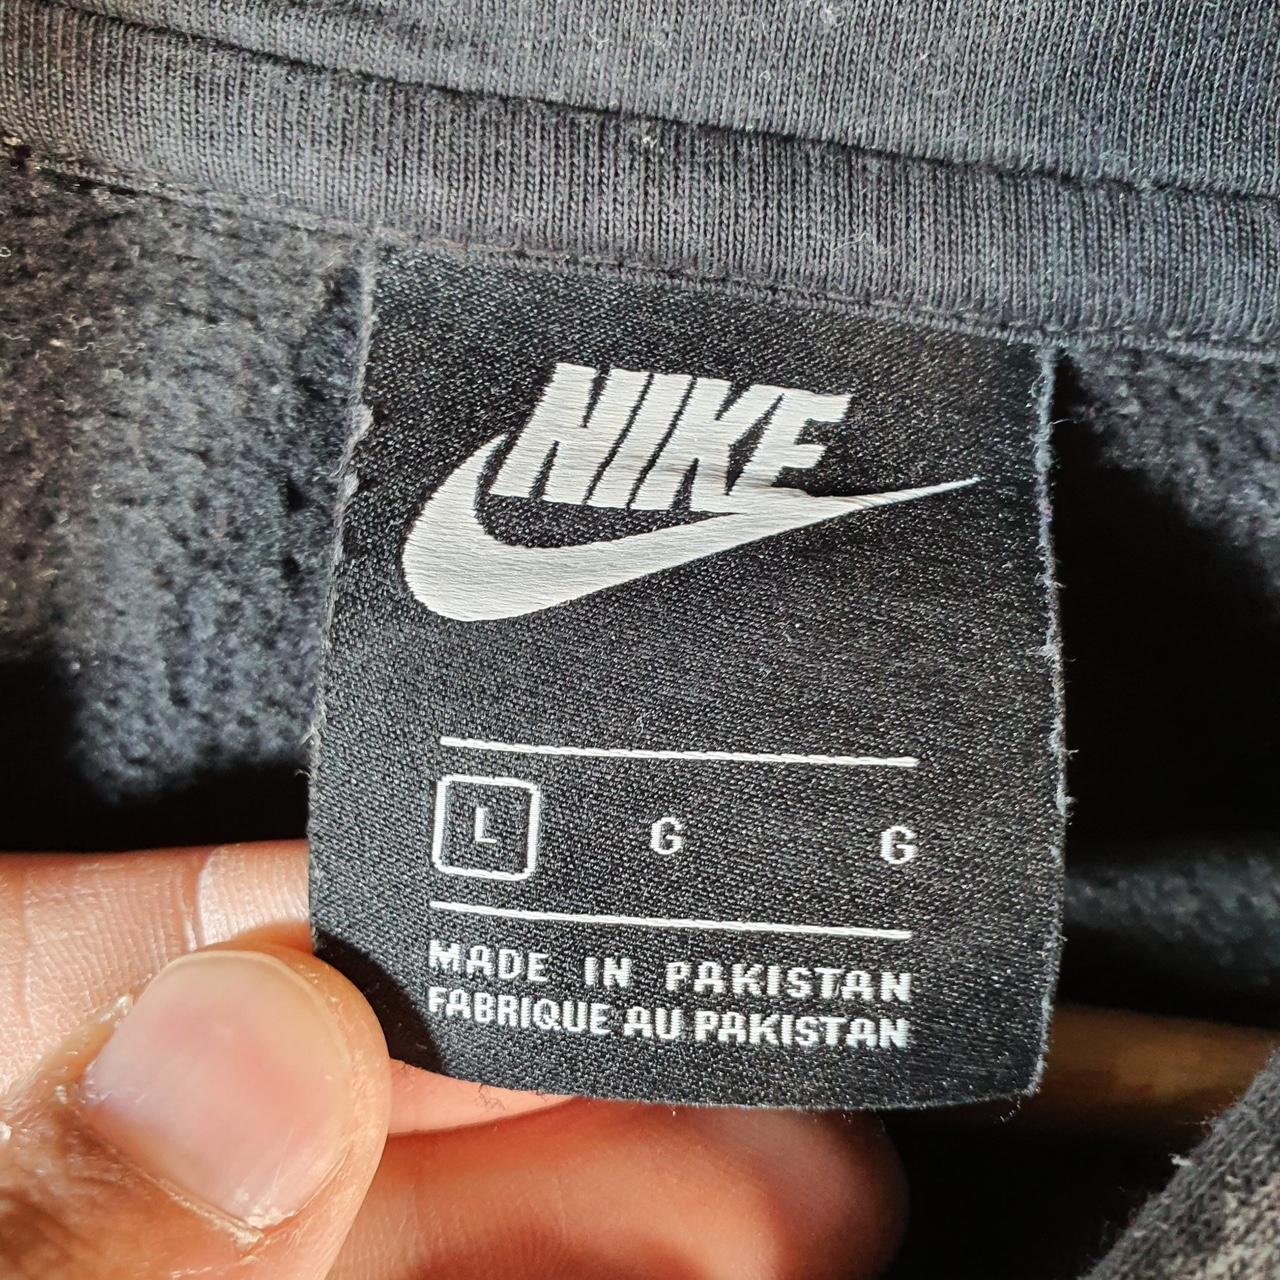 NIKE
L G G
MADE IN PAKISTAN
FABRIQUE AU PAKISTAN